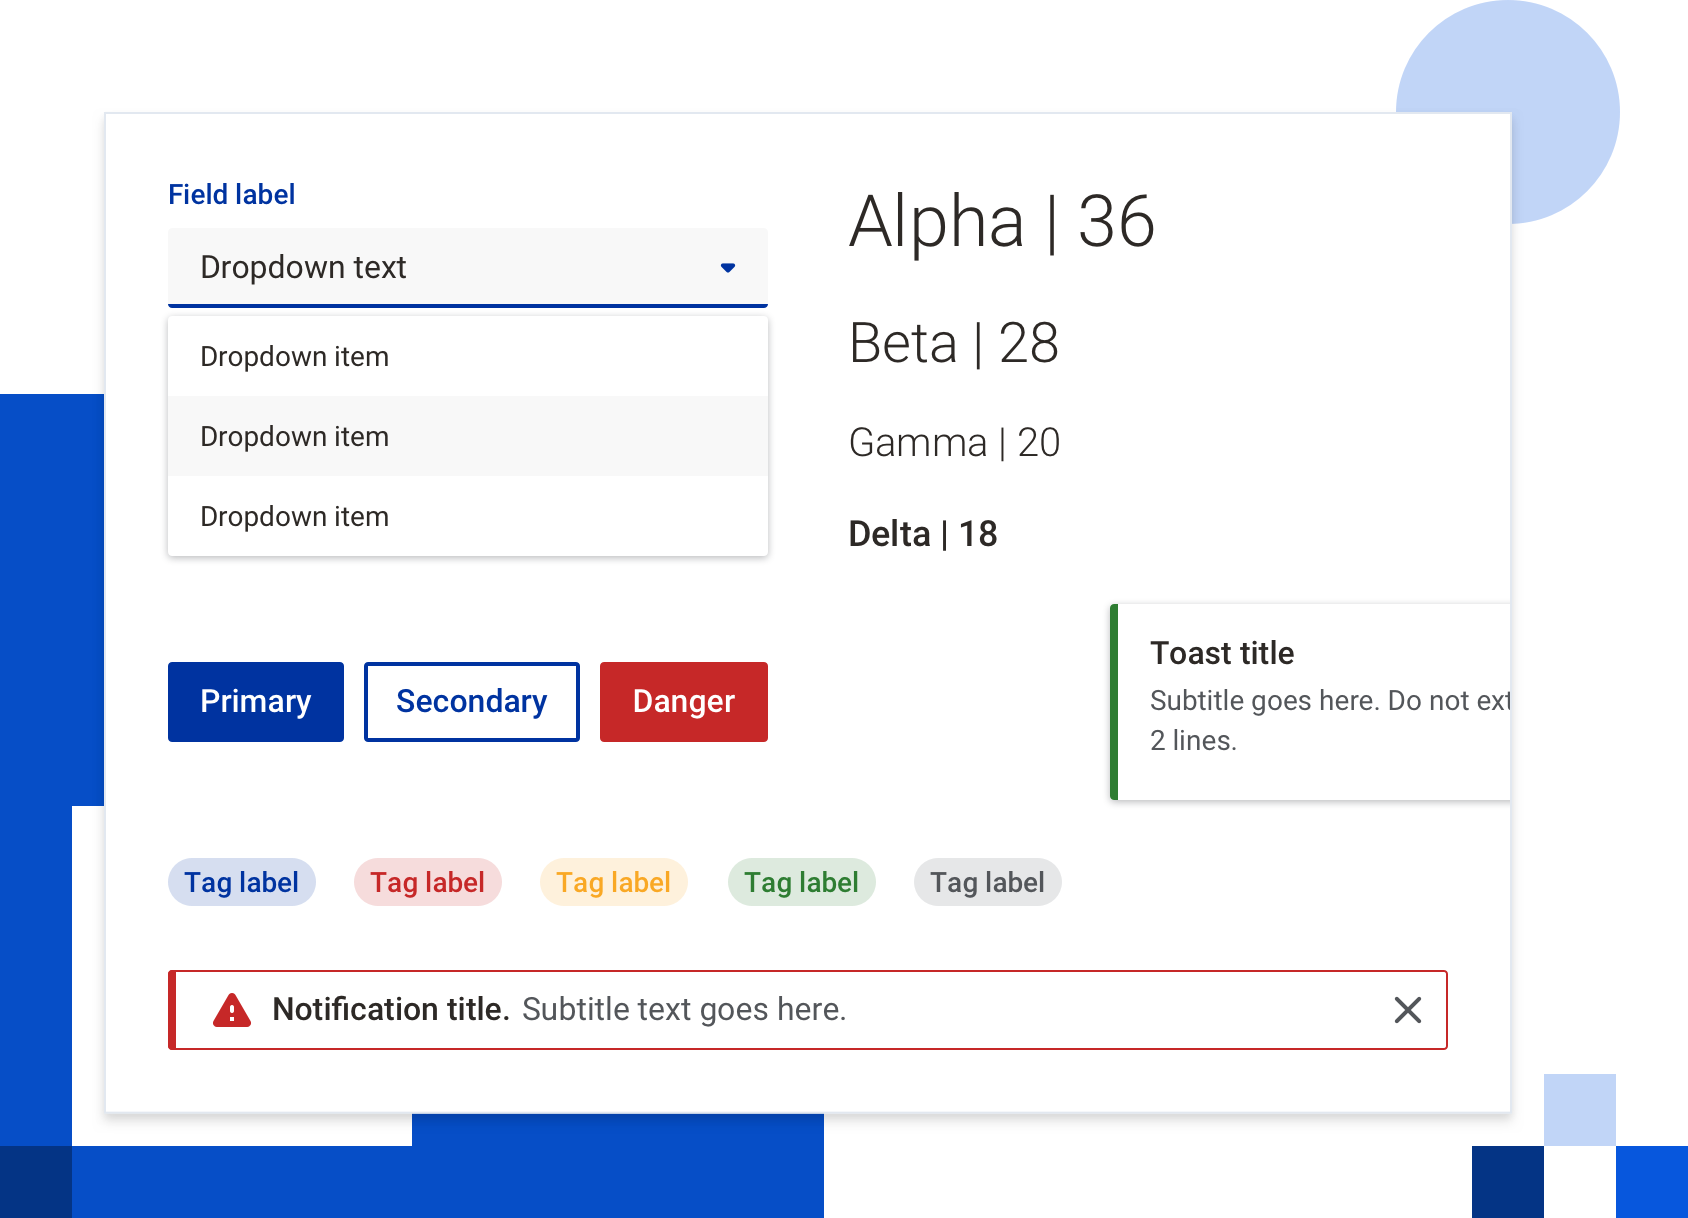 Field label
Dropdown text
Dropdown item
Dropdown item
Dropdown item
Alpha | 36
Beta | 28
Gamma | 20
Delta | 18
Primary
Secondary
Danger
Toast title
Subtitle goes here. Do not ext
2 lines.
Tag label
Tag label
Tag label
Tag label
Tag label
Notification title. Subtitle text goes here.